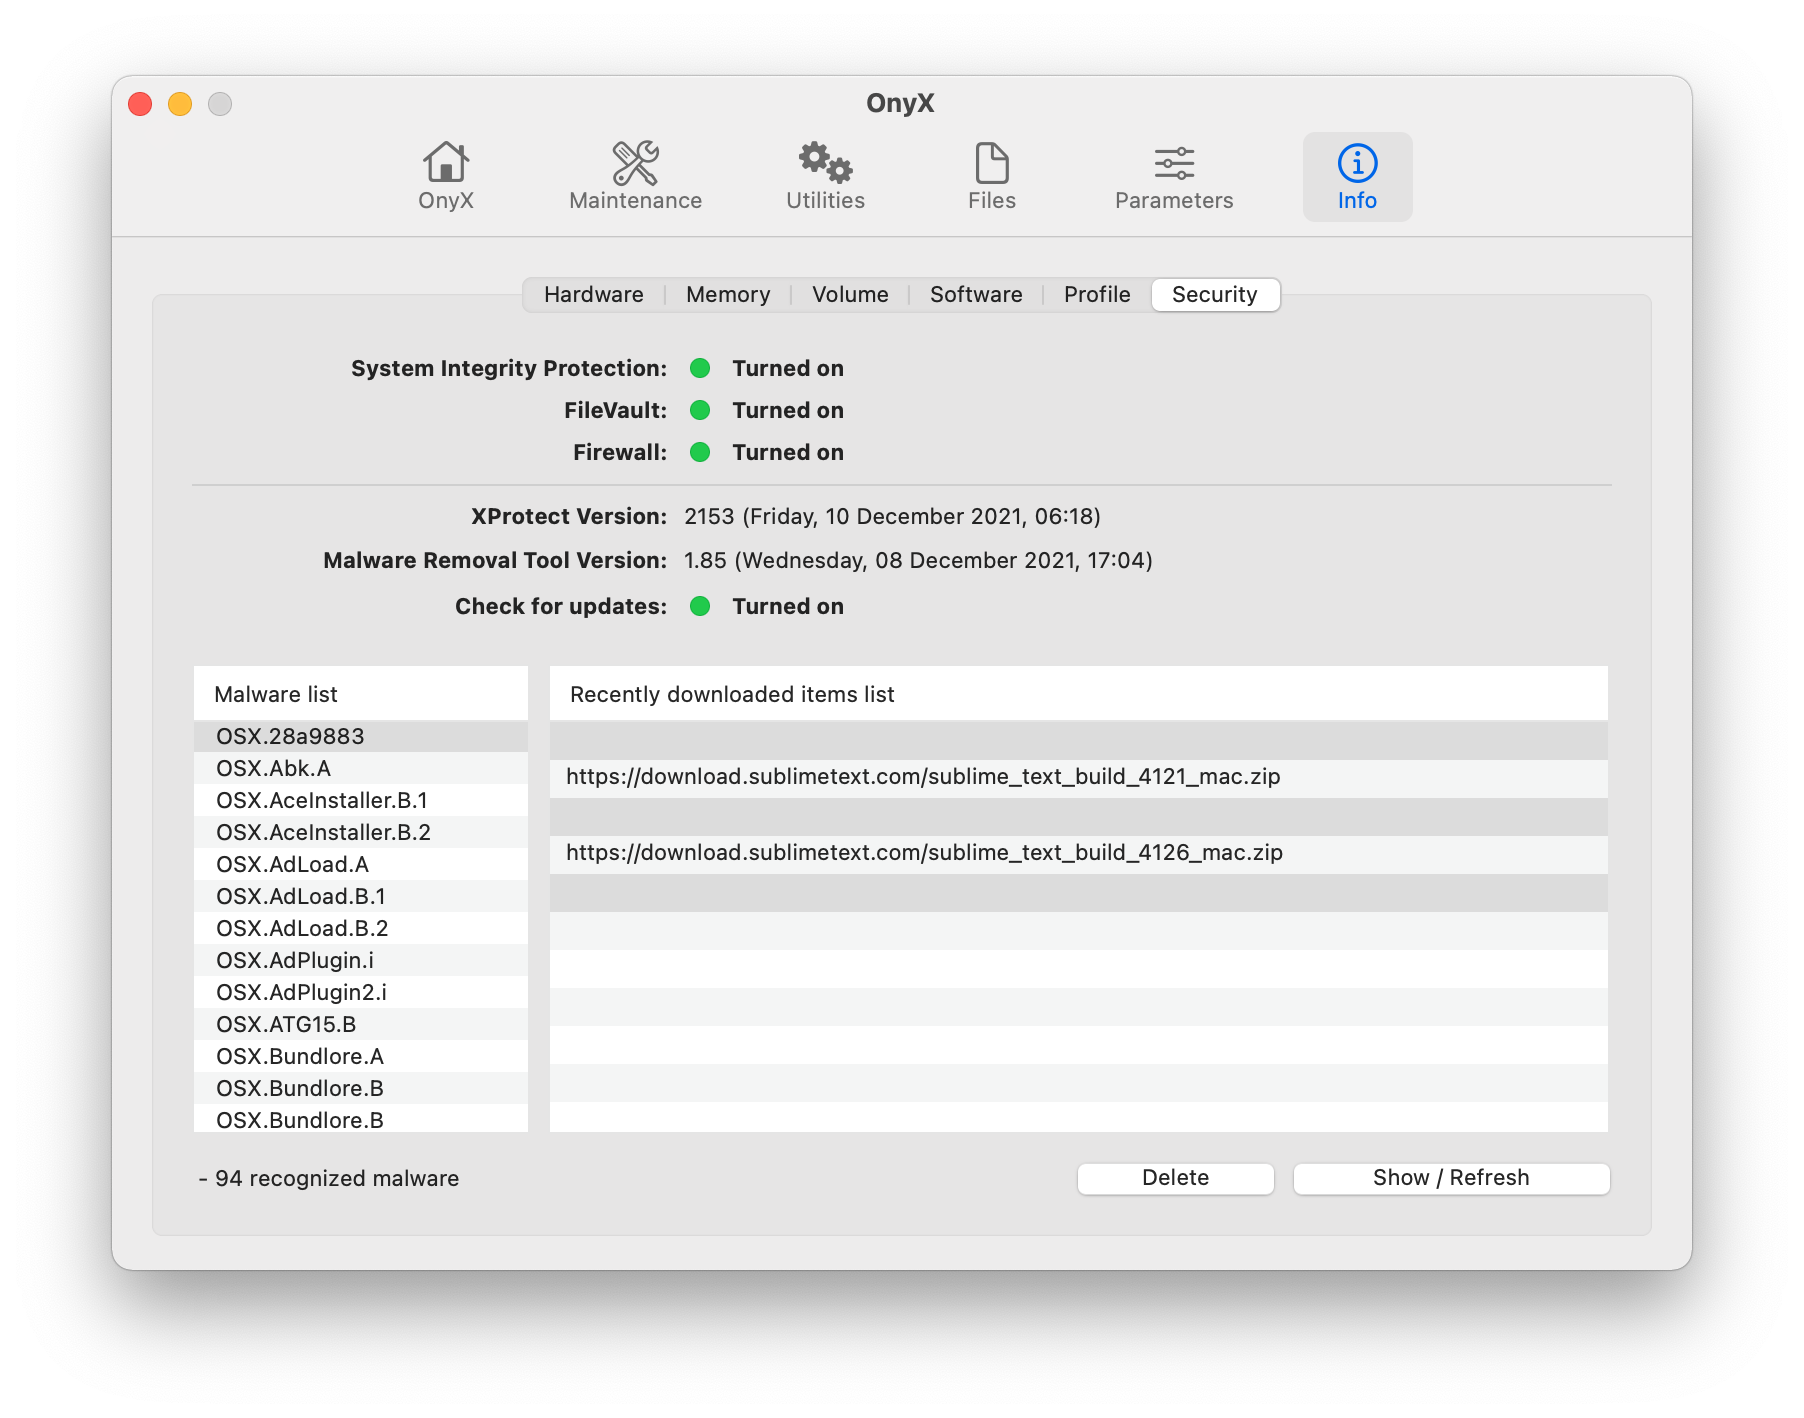 OnyX
OnyX Maintenance Utilities Files Parameters Info
Hardware Memory Volume Software Profile Security
System Integrity Protection: Turned on
FileVault: Turned on
Firewall: Turned on
XProtect Version: 2153 (Friday, 10 December 2021, 06:18)
Malware Removal Tool Version: 1.85 (Wednesday, 08 December 2021, 17:04)
Check for updates: Turned on
Malware list
OSX.28a9883
OSX.Abk.A
OSX.AceInstaller.B.1
OSX.AceInstaller.B.2
OSX.AdLoad.A
OSX.AdLoad.B.1
OSX.AdLoad.B.2
OSX.AdPlugin.i
OSX.AdPlugin2.i
OSX.ATG15.B
OSX.Bundlore.A
OSX.Bundlore.B
OSX.Bundlore.B
Recently downloaded items list
https://download.sublimetext.com/sublime_text_build_4121_mac.zip
https://download.sublimetext.com/sublime_text_build_4126_mac.zip
- 94 recognized malware
Delete
Show / Refresh